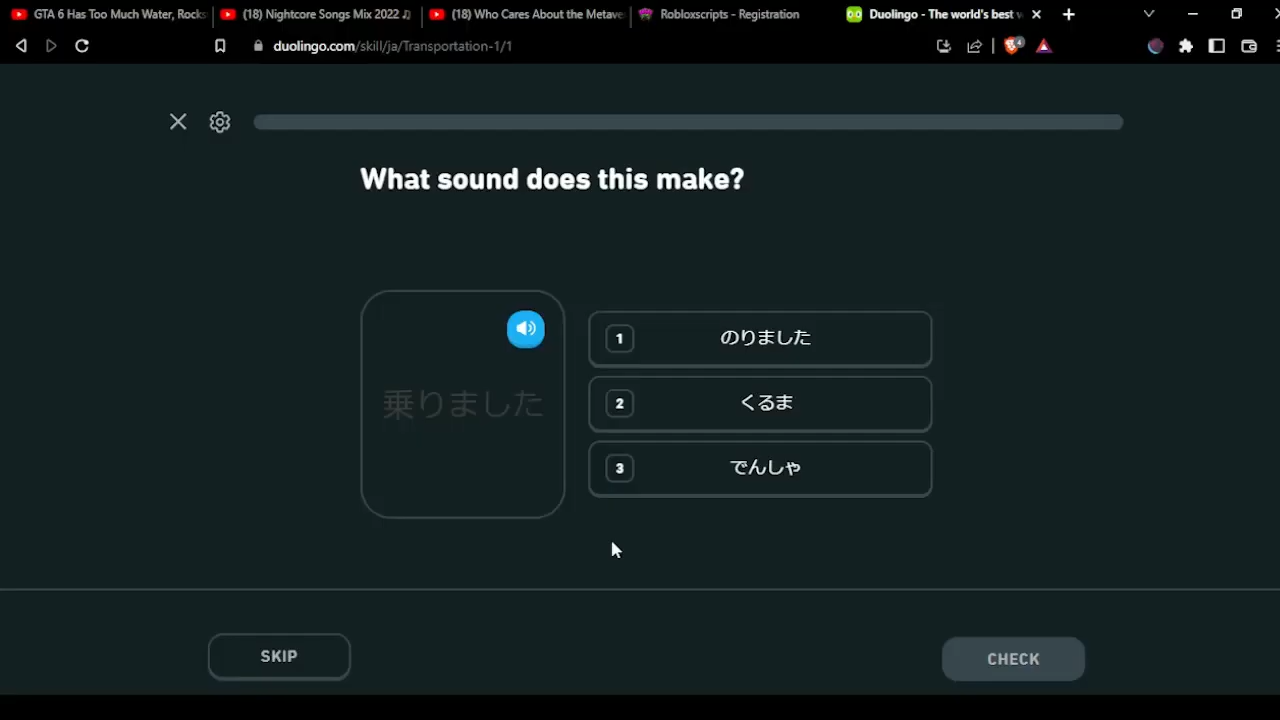 GTA 6 Has Too Much Water, Rocks
(18) Nightcore Songs Mix 2022 ♫
(18) Who Cares About the Metave
Robloxscripts - Registration
Duolingo - The world's best w
duolingo.com/skill/ja/Transportation-1/1
4
What sound does this make?
乗りました
1 のりました
2 くるま
3 でんしゃ
SKIP
CHECK